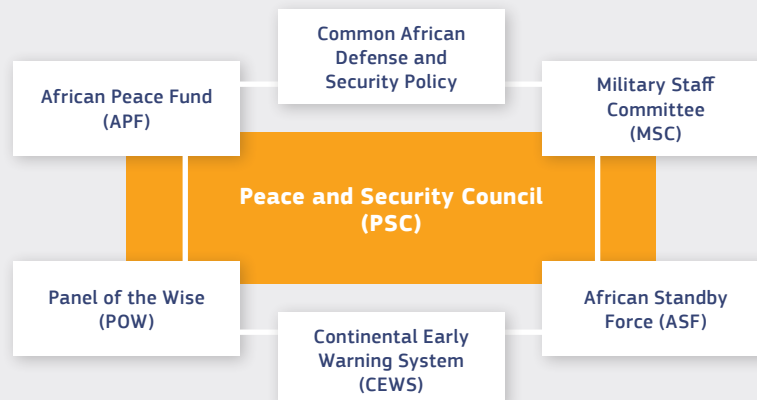 Common African
Defense and
Security Policy
African Peace Fund
(APF)
Military Staff
Committee
(MSC)
Peace and Security Council
(PSC)
Panel of the Wise
(POW)
African Standby
Force (ASF)
Continental Early
Warning System
(CEWS)